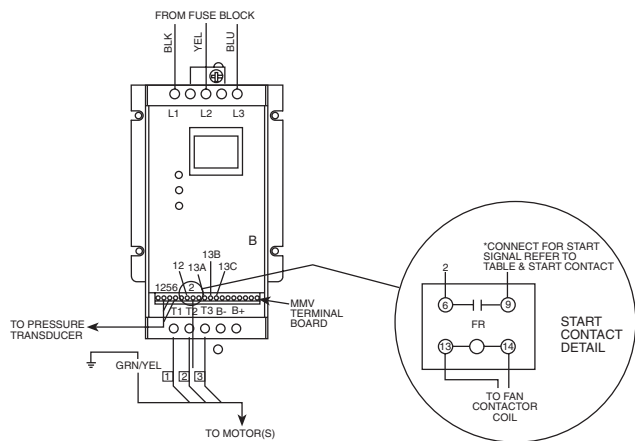 FROM FUSE BLOCK
BLK
YEL
BLU
L1 L2 L3
B
13B
12 13A 13C
1256 2
MMV
TERMINAL
BOARD
T1 T2 T3 B- B+
TO PRESSURE
TRANSDUCER
GRN/YEL
1 2 3
TO MOTOR(S)
*CONNECT FOR START
SIGNAL REFER TO
TABLE & START CONTACT
2
6 9
FR
13 14
START
CONTACT
DETAIL
TO FAN
CONTACTOR
COIL